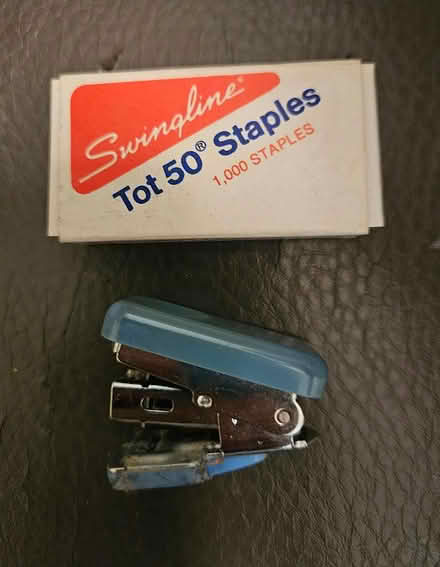 Swingline®
Tot 50® Staples
1,000 STAPLES